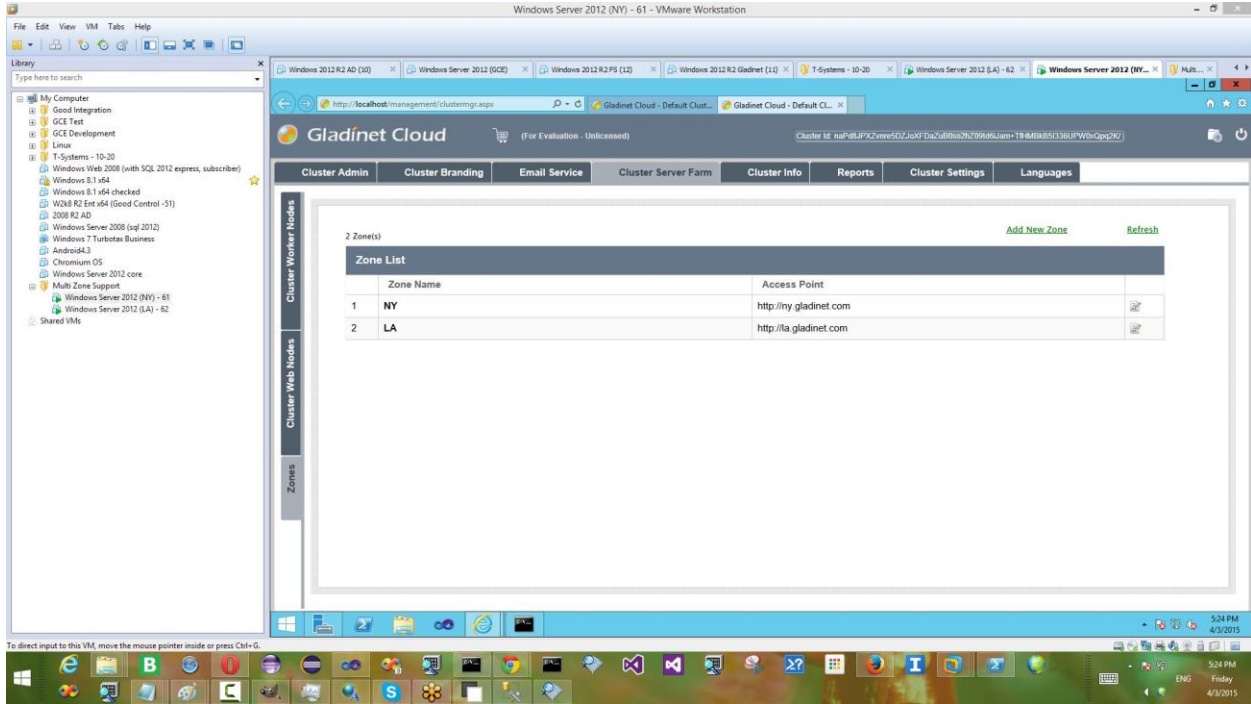 Windows Server 2012 (NY) - 61 - VMware Workstation
File Edit View VM Tabs Help
Library
Type here to search
My Computer
Good Integration
GCE Test
GCE Development
Linux
T-Systems - 10-20
Windows Web 2008 (with SQL 2012 express, subscriber)
Windows 8.1 x64
Windows 8.1 x64 checked
W2k8 R2 Ent x64 (Good Control -51)
2008 R2 AD
Windows Server 2008 (sql 2012)
Windows 7 Turbotax Business
Android4.3
Chromium OS
Windows Server 2012 core
Multi Zone Support
Windows Server 2012 (NY) - 61
Windows Server 2012 (LA) - 62
Shared VMs
Windows 2012 R2 AD (10) Windows Server 2012 (GCE) Windows 2012 R2 FS (12) Windows 2012 R2 Gladinet (11) T-Systems - 10-20 Windows Server 2012 (LA) - 62 Windows Server 2012 (NY... Multi...
http://localhost/management/clustermgr.aspx Gladinet Cloud - Default Clust... Gladinet Cloud - Default Cl...
Gladinet Cloud (For Evaluation - Unlicensed)
Cluster Admin Cluster Branding Email Service Cluster Server Farm Cluster Info Reports Cluster Settings Languages
Cluster Worker Nodes
Cluster Web Nodes
Zones
2 Zone(s) Add New Zone Refresh
Zone List
Zone Name Access Point
1 NY http://ny.gladinet.com
2 LA http://la.gladinet.com
5:24 PM
4/3/2015
To direct input to this VM, move the mouse pointer inside or press Ctrl+G.
5:24 PM
ENG Friday
4/3/2015